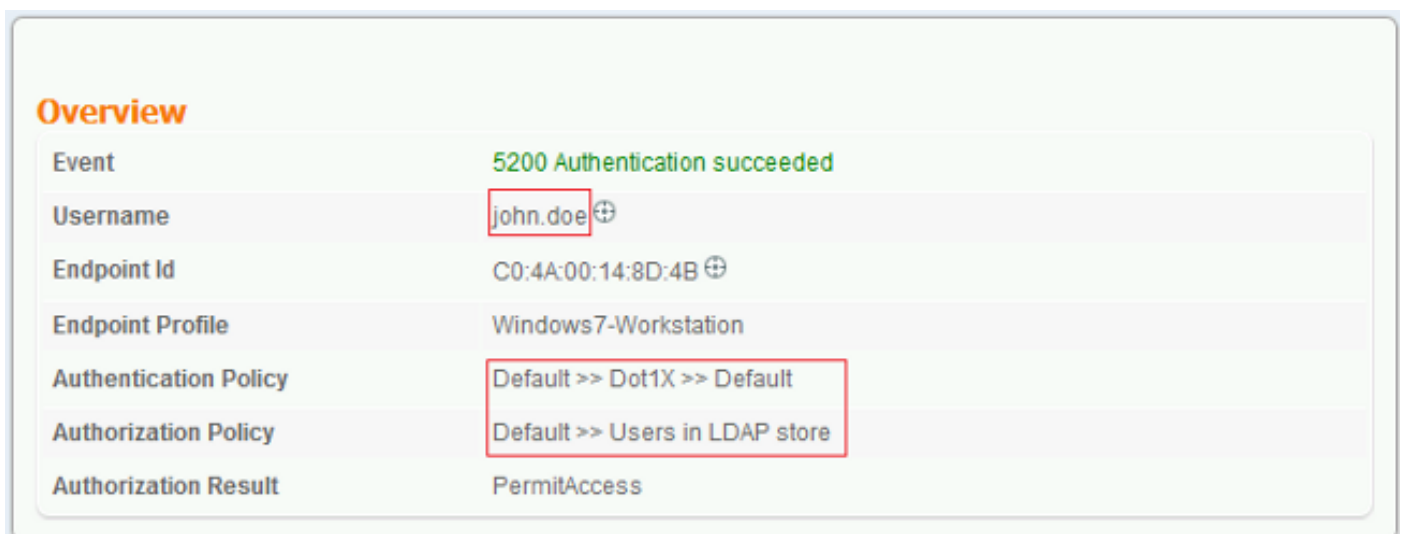 Overview
Event 5200 Authentication succeeded
Username john.doe
Endpoint Id C0:4A:00:14:8D:4B
Endpoint Profile Windows7-Workstation
Authentication Policy Default >> Dot1X >> Default
Authorization Policy Default >> Users in LDAP store
Authorization Result PermitAccess